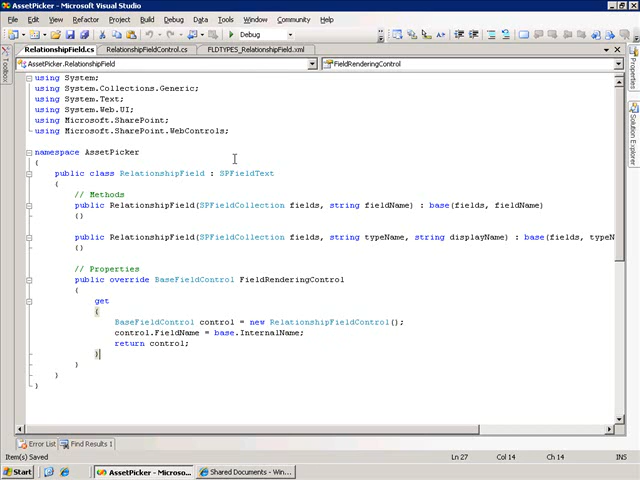 AssetPicker - Microsoft Visual Studio
File Edit View Refactor Project Build Debug Data Tools Window Community Help
Debug
RelationshipField.cs RelationshipFieldControl.cs FLDTYPES_RelationshipField.xml
AssetPicker.RelationshipField FieldRenderingControl
Toolbox
Properties
Solution Explorer
using System;
using System.Collections.Generic;
using System.Text;
using System.Web.UI;
using Microsoft.SharePoint;
using Microsoft.SharePoint.WebControls;
namespace AssetPicker
{
public class RelationshipField : SPFieldText
{
// Methods
public RelationshipField(SPFieldCollection fields, string fieldName) : base(fields, fieldName)
{}
public RelationshipField(SPFieldCollection fields, string typeName, string displayName) : base(fields, typeN
{}
// Properties
public override BaseFieldControl FieldRenderingControl
{
get
{
BaseFieldControl control = new RelationshipFieldControl();
control.FieldName = base.InternalName;
return control;
}
}
}
}
Error List Find Results 1
Item(s) Saved Ln 27 Col 14 Ch 14 INS
Start AssetPicker - Microso... Shared Documents - Win...